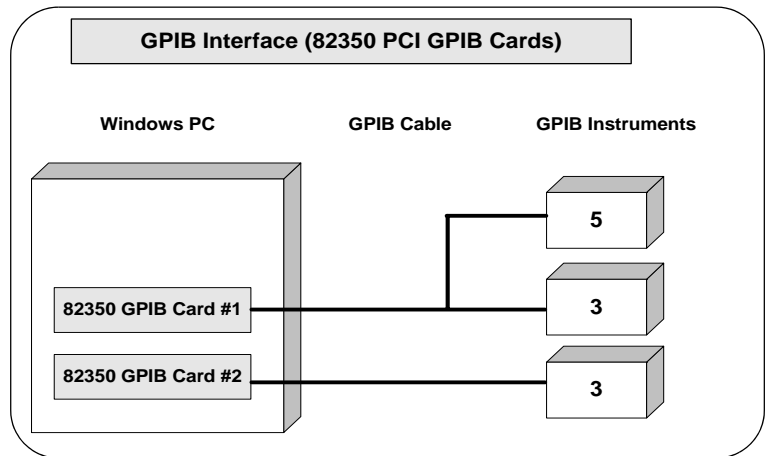 GPIB Interface (82350 PCI GPIB Cards)
Windows PC
GPIB Cable
GPIB Instruments
5
82350 GPIB Card #1
3
82350 GPIB Card #2
3